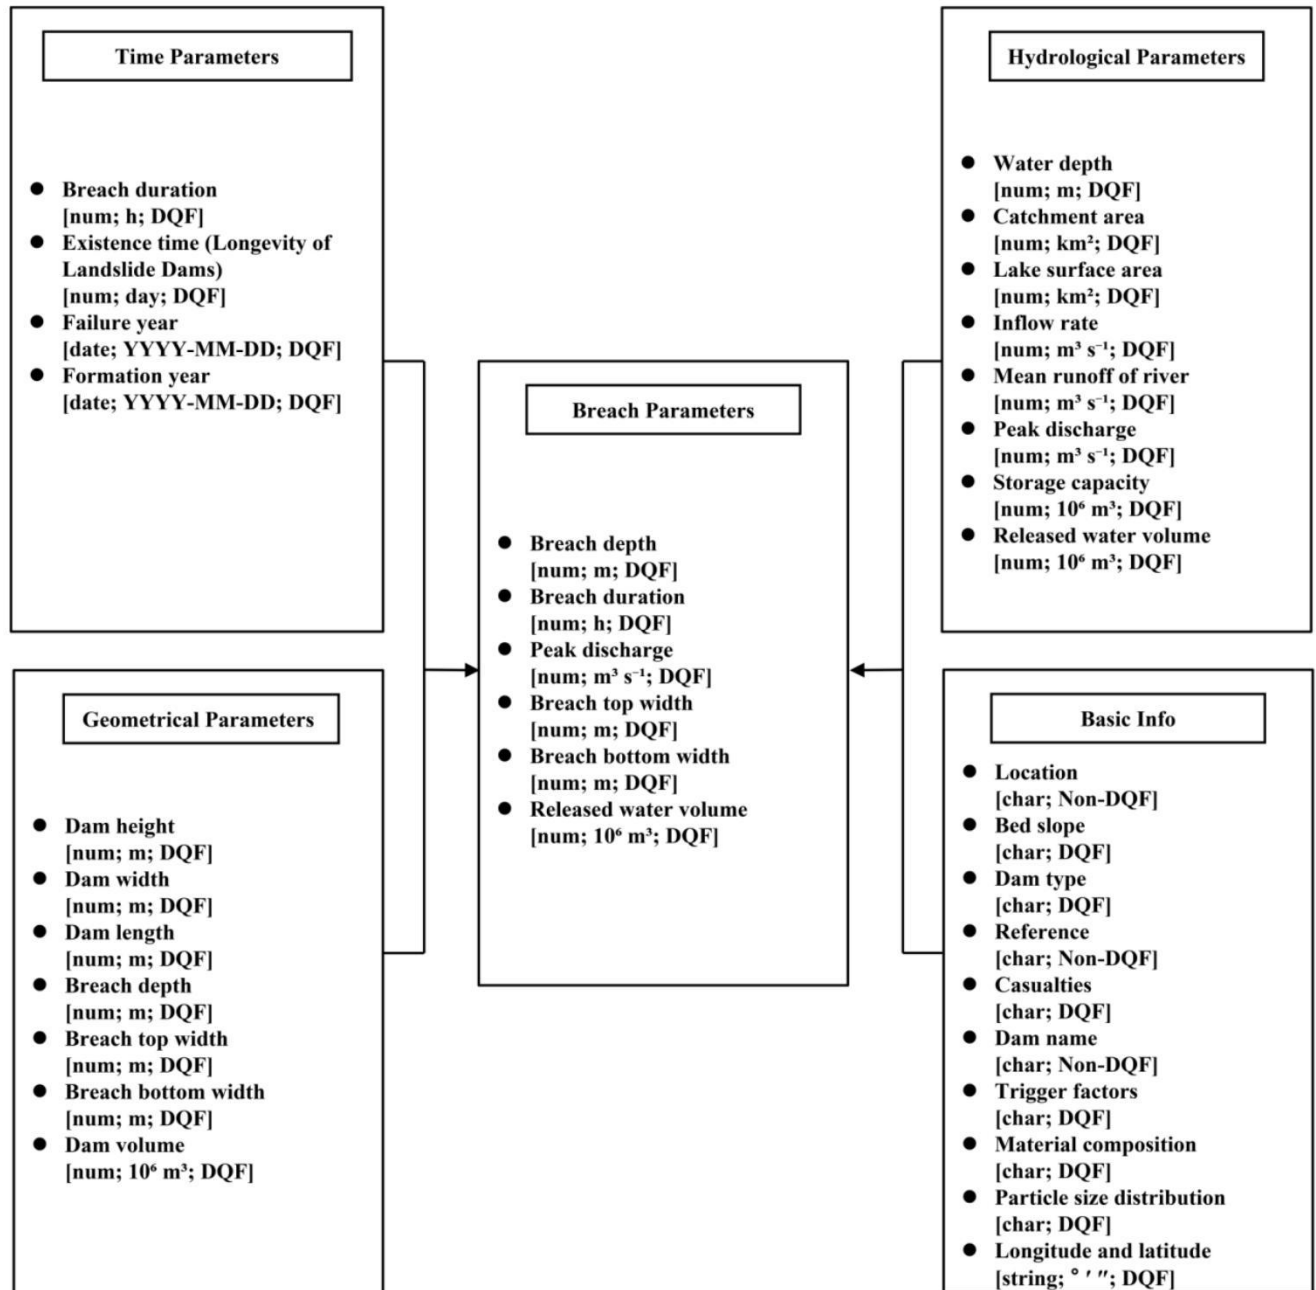 Time Parameters
Breach duration
[num; h; DQF]
Existence time (Longevity of
Landslide Dams)
[num; day; DQF]
Failure year
[date; YYYY-MM-DD; DQF]
Formation year
[date; YYYY-MM-DD; DQF]
Geometrical Parameters
Dam height
[num; m; DQF]
Dam width
[num; m; DQF]
Dam length
[num; m; DQF]
Breach depth
[num; m; DQF]
Breach top width
[num; m; DQF]
Breach bottom width
[num; m; DQF]
Dam volume
[num; 10⁶ m³; DQF]
Breach Parameters
Breach depth
[num; m; DQF]
Breach duration
[num; h; DQF]
Peak discharge
[num; m³ s⁻¹; DQF]
Breach top width
[num; m; DQF]
Breach bottom width
[num; m; DQF]
Released water volume
[num; 10⁶ m³; DQF]
Hydrological Parameters
Water depth
[num; m; DQF]
Catchment area
[num; km²; DQF]
Lake surface area
[num; km²; DQF]
Inflow rate
[num; m³ s⁻¹; DQF]
Mean runoff of river
[num; m³ s⁻¹; DQF]
Peak discharge
[num; m³ s⁻¹; DQF]
Storage capacity
[num; 10⁶ m³; DQF]
Released water volume
[num; 10⁶ m³; DQF]
Basic Info
Location
[char; Non-DQF]
Bed slope
[char; DQF]
Dam type
[char; DQF]
Reference
[char; Non-DQF]
Casualties
[char; DQF]
Dam name
[char; Non-DQF]
Trigger factors
[char; DQF]
Material composition
[char; DQF]
Particle size distribution
[char; DQF]
Longitude and latitude
[string; ° ′ ″; DQF]